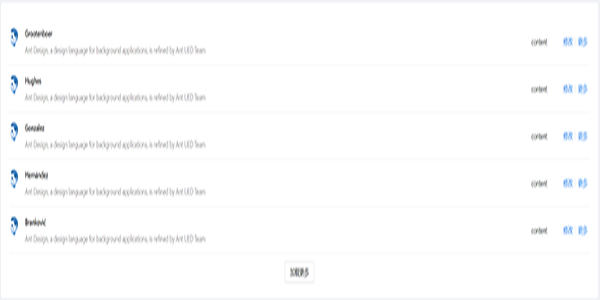 Grootenboer
Ant Design, a design language for background applications, is refined by Ant UED Team
content 修改 更多
Hughes
Ant Design, a design language for background applications, is refined by Ant UED Team
content 修改 更多
Gonzalez
Ant Design, a design language for background applications, is refined by Ant UED Team
content 修改 更多
Hernández
Ant Design, a design language for background applications, is refined by Ant UED Team
content 修改 更多
Branković
Ant Design, a design language for background applications, is refined by Ant UED Team
content 修改 更多
加载更多